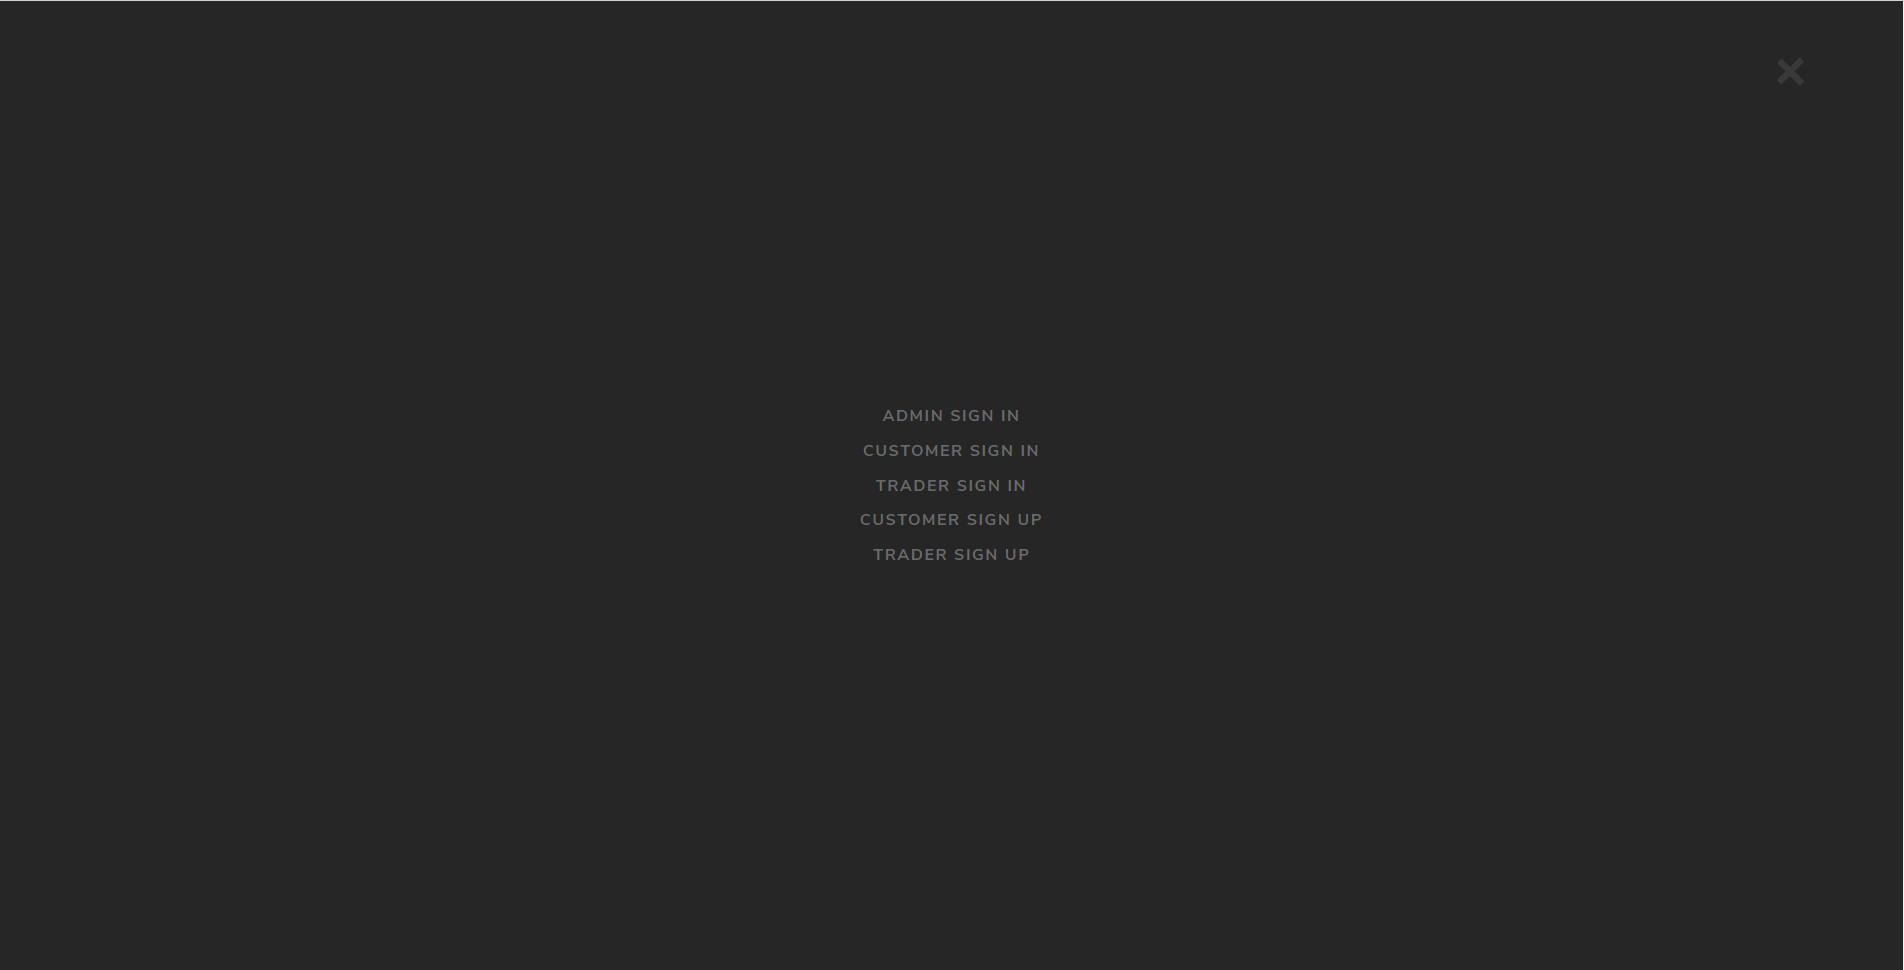 ADMIN SIGN IN
CUSTOMER SIGN IN
TRADER SIGN IN
CUSTOMER SIGN UP
TRADER SIGN UP